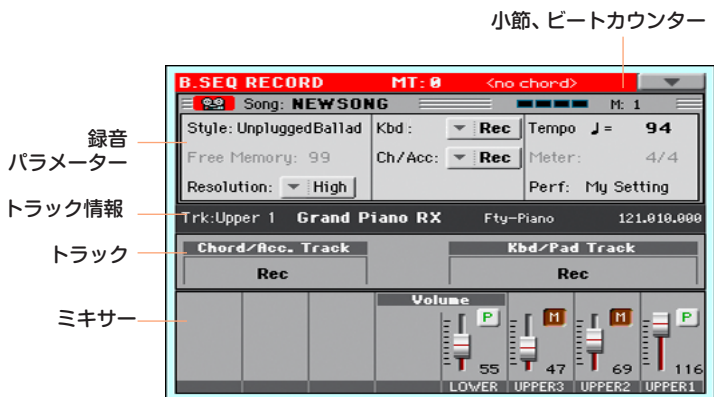 小節、ビートカウンター
B.SEQ RECORD MT:0 <no chord>
Song: NEWSONG M: 1
録音
パラメーター
Style: UnpluggedBallad Kbd: Rec Tempo ♩= 94
Free Memory: 99 Ch/Acc: Rec Meter: 4/4
Resolution: High Perf: My Setting
トラック情報
Trk:Upper 1 Grand Piano RX Fty-Piano 121.010.000
トラック
Chord/Acc. Track Kbd/Pad Track
Rec Rec
ミキサー
Volume
P M M P
55 47 69 116
LOWER UPPER3 UPPER2 UPPER1